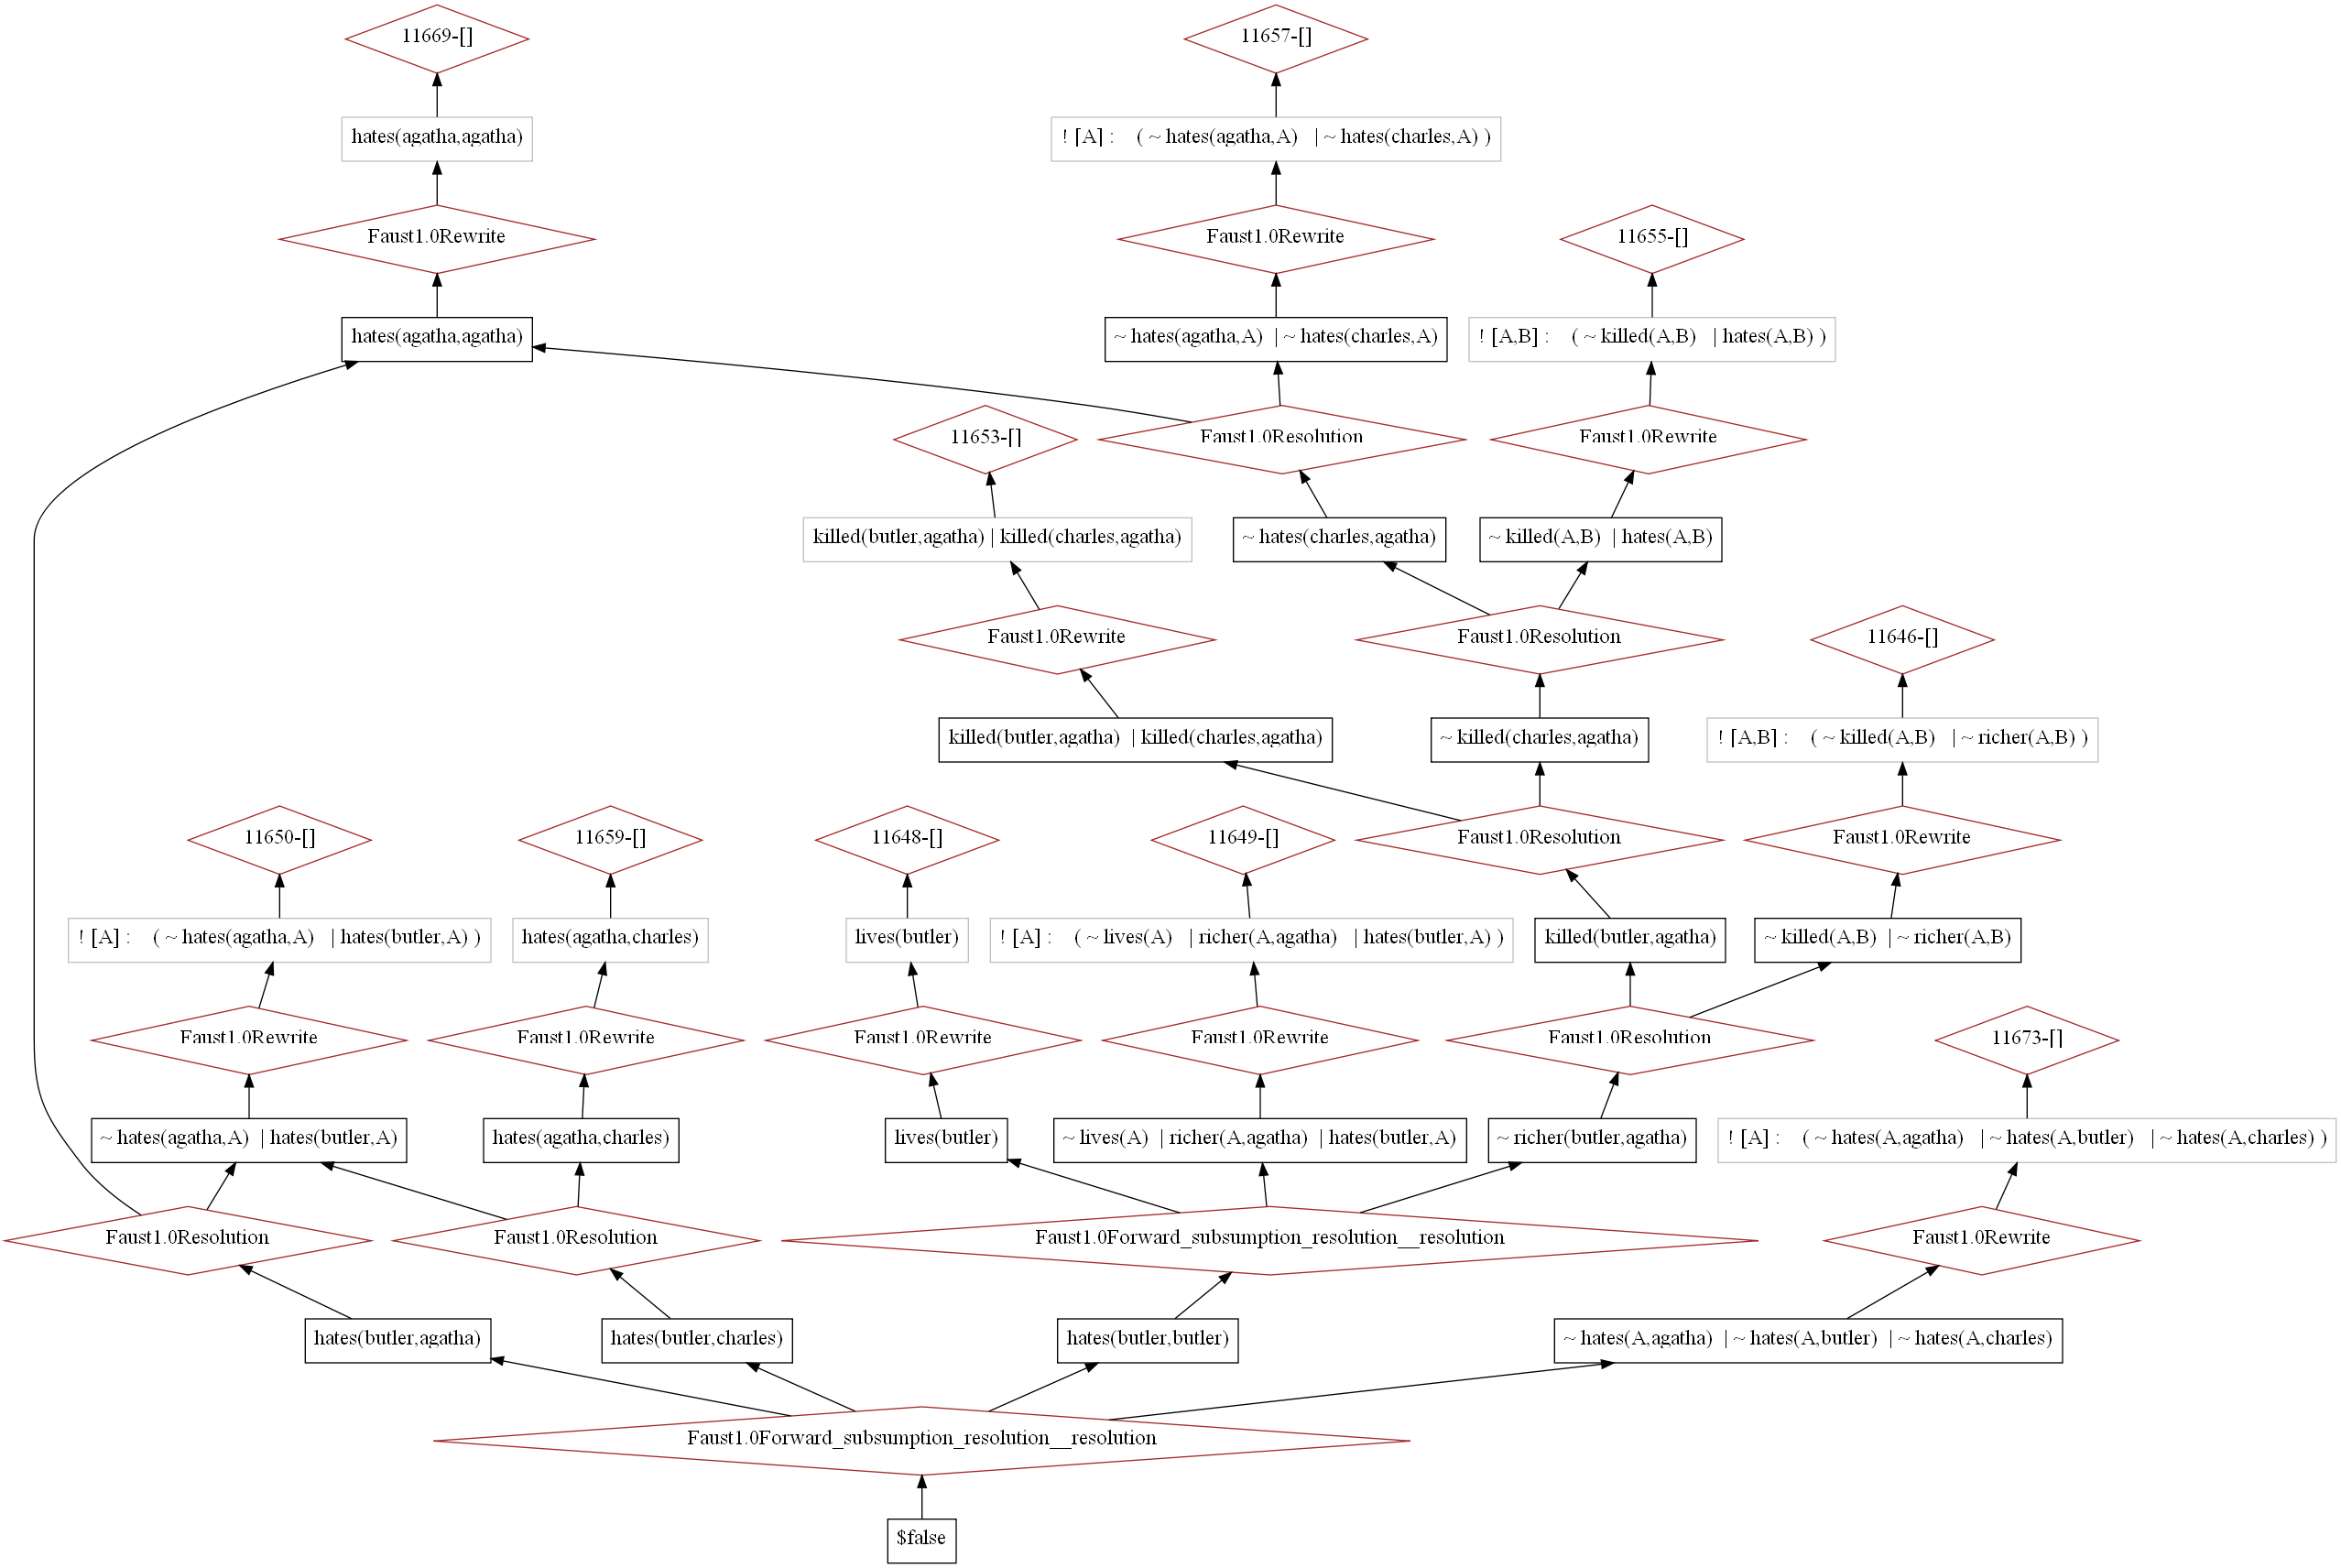 11669-[]
11657-[]
hates(agatha,agatha)
! [A] : ( ~ hates(agatha,A) | ~ hates(charles,A) )
Faust1.0Rewrite
Faust1.0Rewrite
11655-[]
hates(agatha,agatha)
~ hates(agatha,A) | ~ hates(charles,A)
! [A,B] : ( ~ killed(A,B) | hates(A,B) )
11653-[]
Faust1.0Resolution
Faust1.0Rewrite
killed(butler,agatha) | killed(charles,agatha)
~ hates(charles,agatha)
~ killed(A,B) | hates(A,B)
Faust1.0Rewrite
Faust1.0Resolution
11646-[]
killed(butler,agatha) | killed(charles,agatha)
~ killed(charles,agatha)
! [A,B] : ( ~ killed(A,B) | ~ richer(A,B) )
11650-[]
11659-[]
11648-[]
11649-[]
Faust1.0Resolution
Faust1.0Rewrite
! [A] : ( ~ hates(agatha,A) | hates(butler,A) )
hates(agatha,charles)
lives(butler)
! [A] : ( ~ lives(A) | richer(A,agatha) | hates(butler,A) )
killed(butler,agatha)
~ killed(A,B) | ~ richer(A,B)
Faust1.0Rewrite
Faust1.0Rewrite
Faust1.0Rewrite
Faust1.0Rewrite
Faust1.0Resolution
11673-[]
~ hates(agatha,A) | hates(butler,A)
hates(agatha,charles)
lives(butler)
~ lives(A) | richer(A,agatha) | hates(butler,A)
~ richer(butler,agatha)
! [A] : ( ~ hates(A,agatha) | ~ hates(A,butler) | ~ hates(A,charles) )
Faust1.0Resolution
Faust1.0Resolution
Faust1.0Forward_subsumption_resolution__resolution
Faust1.0Rewrite
hates(butler,agatha)
hates(butler,charles)
hates(butler,butler)
~ hates(A,agatha) | ~ hates(A,butler) | ~ hates(A,charles)
Faust1.0Forward_subsumption_resolution__resolution
$false